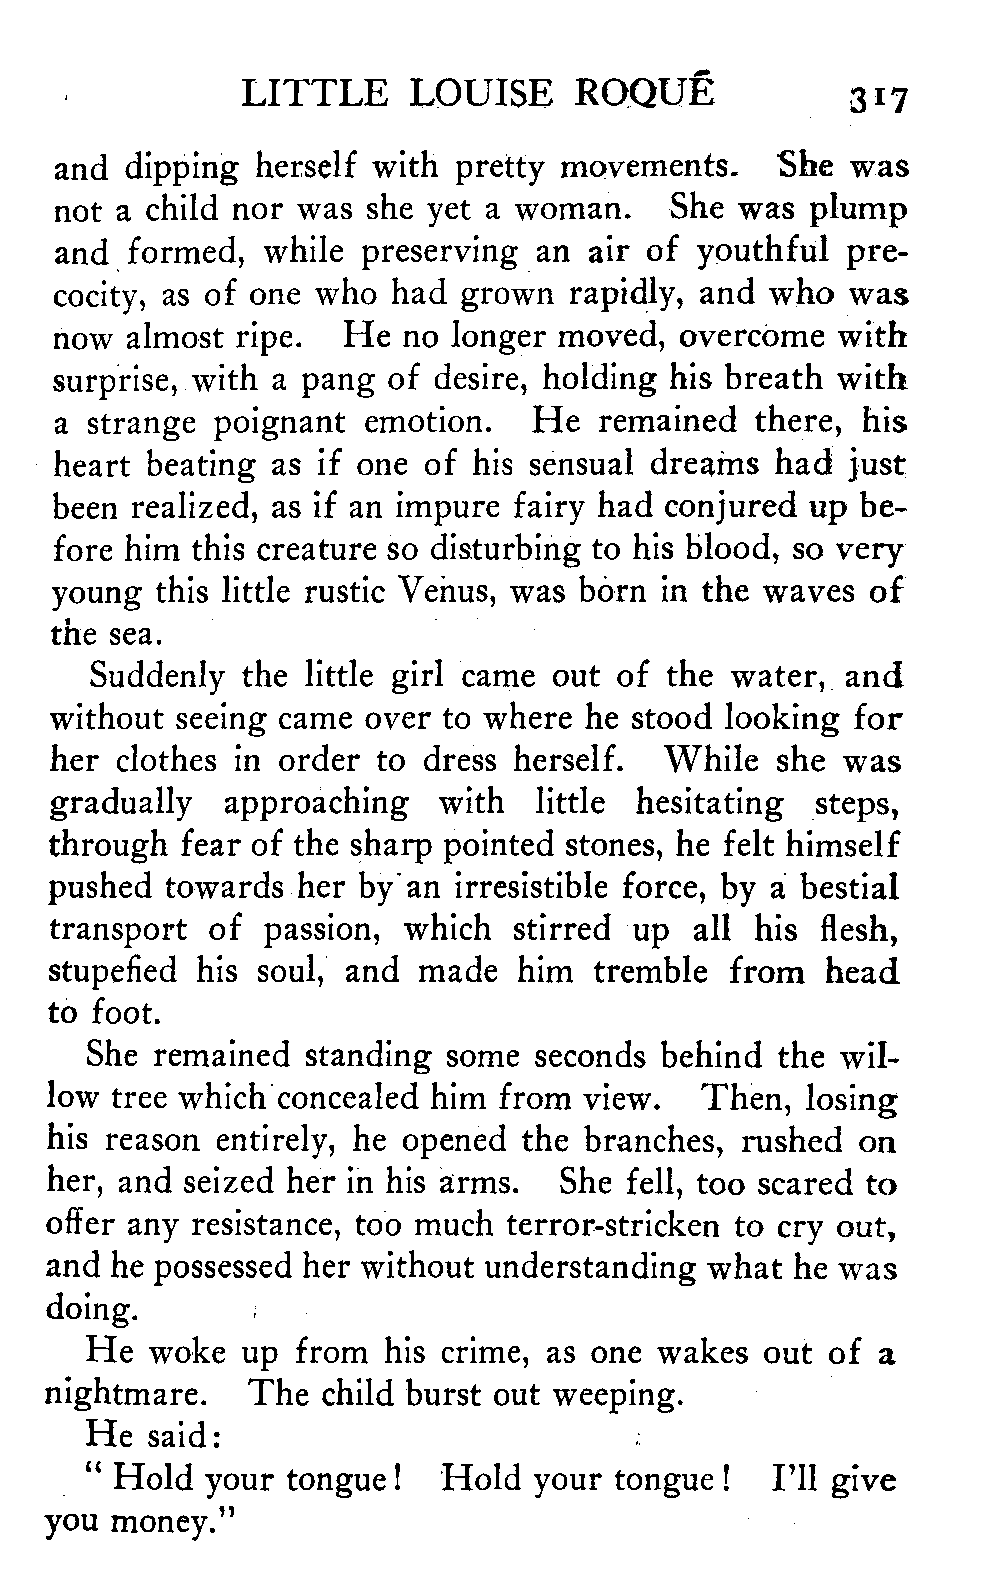 LITTLE LOUISE ROQUÉ 317
and dipping herself with pretty movements. She was
not a child nor was she yet a woman. She was plump
and formed, while preserving an air of youthful pre-
cocity, as of one who had grown rapidly, and who was
now almost ripe. He no longer moved, overcome with
surprise, with a pang of desire, holding his breath with
a strange poignant emotion. He remained there, his
heart beating as if one of his sensual dreams had just
been realized, as if an impure fairy had conjured up be-
fore him this creature so disturbing to his blood, so very
young this little rustic Venus, was born in the waves of
the sea.
Suddenly the little girl came out of the water, and
without seeing came over to where he stood looking for
her clothes in order to dress herself. While she was
gradually approaching with little hesitating steps,
through fear of the sharp pointed stones, he felt himself
pushed towards her by an irresistible force, by a bestial
transport of passion, which stirred up all his flesh,
stupefied his soul, and made him tremble from head
to foot.
She remained standing some seconds behind the wil-
low tree which concealed him from view. Then, losing
his reason entirely, he opened the branches, rushed on
her, and seized her in his arms. She fell, too scared to
offer any resistance, too much terror-stricken to cry out,
and he possessed her without understanding what he was
doing.
He woke up from his crime, as one wakes out of a
nightmare. The child burst out weeping.
He said:
“ Hold your tongue! Hold your tongue! I’ll give
you money.”